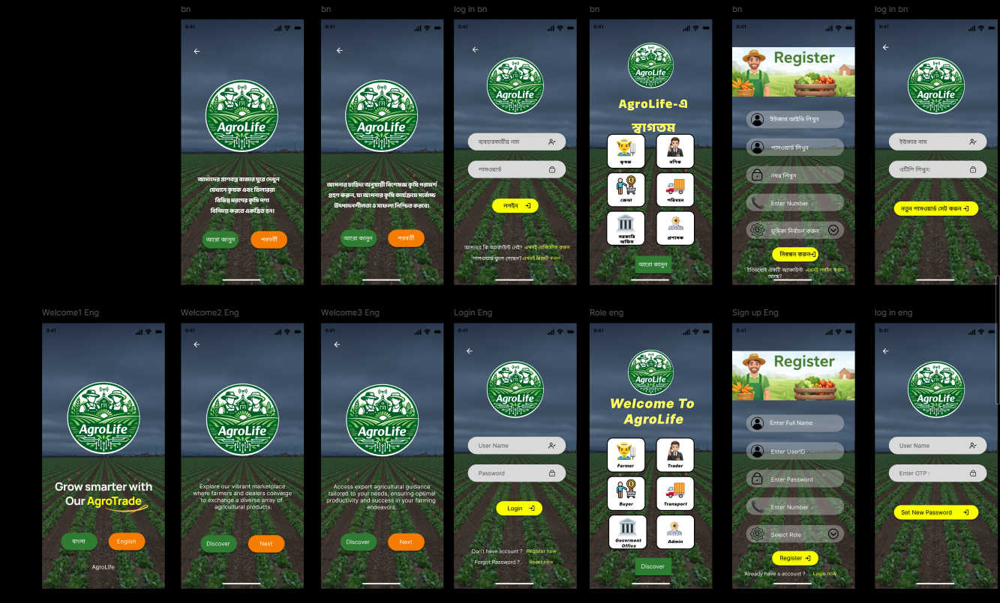 bn
bn
log in bn
bn
bn
log in bn
9:41
AgroLife
আমাদের প্রাণবন্ত বাজার ঘুরে দেখুন
যেখানে কৃষক এবং ডিলাররা
বিভিন্ন ধরণের কৃষি পণ্য
বিনিময় করতে একত্রিত হন।
আরো জানুন
পরবর্তী
9:41
AgroLife
আপনার চাহিদা অনুযায়ী বিশেষজ্ঞ কৃষি পরামর্শ
গ্রহণ করুন, যা আপনার কৃষি কার্যক্রমে সর্বোচ্চ
উৎপাদনশীলতা ও সাফল্য নিশ্চিত করবে।
আরো জানুন
পরবর্তী
9:41
AgroLife
ব্যবহারকারীর নাম
পাসওয়ার্ড
লগইন
আপনার কি অ্যাকাউন্ট নেই? এখনই রেজিস্টার করুন
পাসওয়ার্ড ভুলে গেছেন? এখনই রিসেট করুন
9:41
AgroLife
AgroLife-এ
স্বাগতম
কৃষক
বণিক
ক্রেতা
পরিবহন
সরকারি
অফিস
প্রশাসক
আরো জানুন
9:41
Register
ইউজার আইডি লিখুন
পাসওয়ার্ড লিখুন
নম্বর লিখুন
Enter Number
ভূমিকা নির্বাচন করুন
নিবন্ধন করুন
ইতিমধ্যেই একটি অ্যাকাউন্ট এখনই লগইন করুন
আছে?
9:41
AgroLife
ইউজার নাম
ওটিপি লিখুন:
নতুন পাসওয়ার্ড সেট করুন
Welcome1 Eng
Welcome2 Eng
Welcome3 Eng
Login Eng
Role eng
Sign up Eng
log in eng
9:41
AgroLife
Grow smarter with
Our AgroTrade
বাংলা
English
AgroLife
9:41
AgroLife
Explore our vibrant marketplace
where farmers and dealers converge
to exchange a diverse array of
agricultural products.
Discover
Next
9:41
AgroLife
Access expert agricultural guidance
tailored to your needs, ensuring optimal
productivity and success in your farming
endeavors.
Discover
Next
9:41
AgroLife
User Name
Password
Login
Don't have account ? Register now
Forgot Password ? Reset now
9:41
AgroLife
Welcome To
AgroLife
Farmer
Trader
Buyer
Transport
Goverment
Office
Admin
Discover
9:41
Register
Enter Full Name
Enter UserID
Enter Password
Enter Number
Select Role
Register
Already have a account ? Login now
9:41
AgroLife
User Name
Enter OTP :
Set New Password